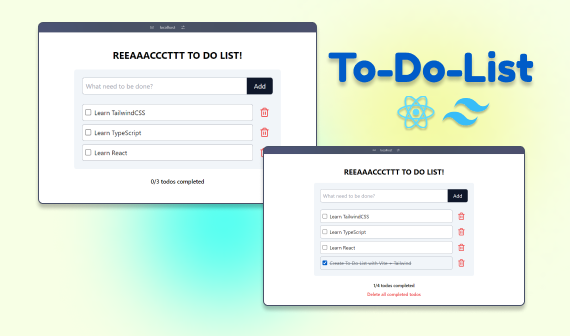 localhost
REEAAACCCTTT TO DO LIST!
What need to be done?
Add
Learn TailwindCSS
Learn TypeScript
Learn React
0/3 todos completed
To-Do-List
localhost
REEAAACCCTTT TO DO LIST!
What need to be done?
Add
Learn TailwindCSS
Learn TypeScript
Learn React
Create To Do List with Vite + Tailwind
1/4 todos completed
Delete all completed todos